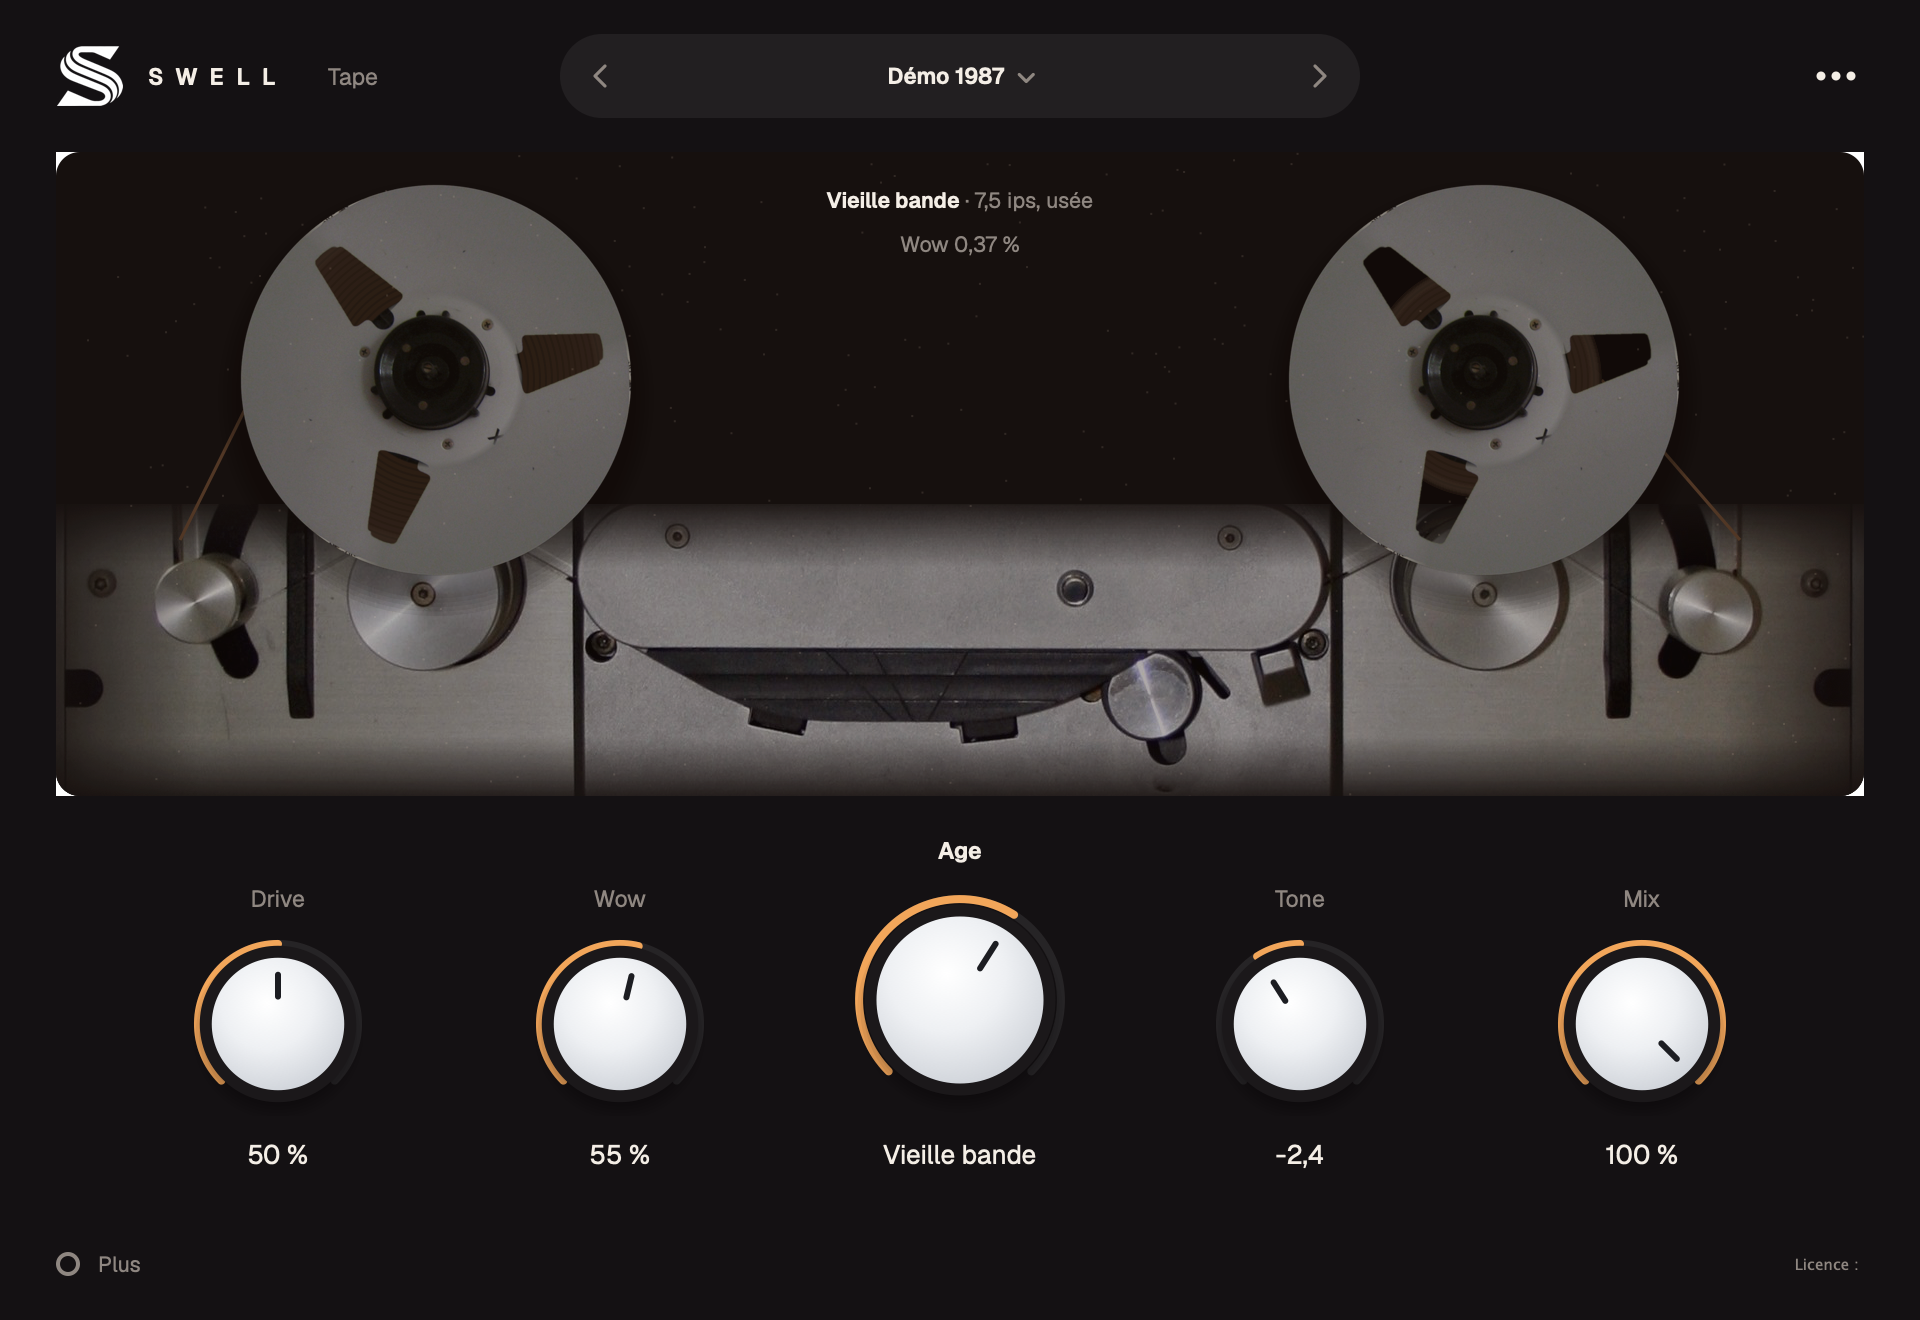 SWELL Tape
Démo 1987
Vieille bande · 7,5 ips, usée
Wow 0,37 %
Age
Drive Wow Tone Mix
50 % 55 % Vieille bande -2,4 100 %
Plus
Licence :